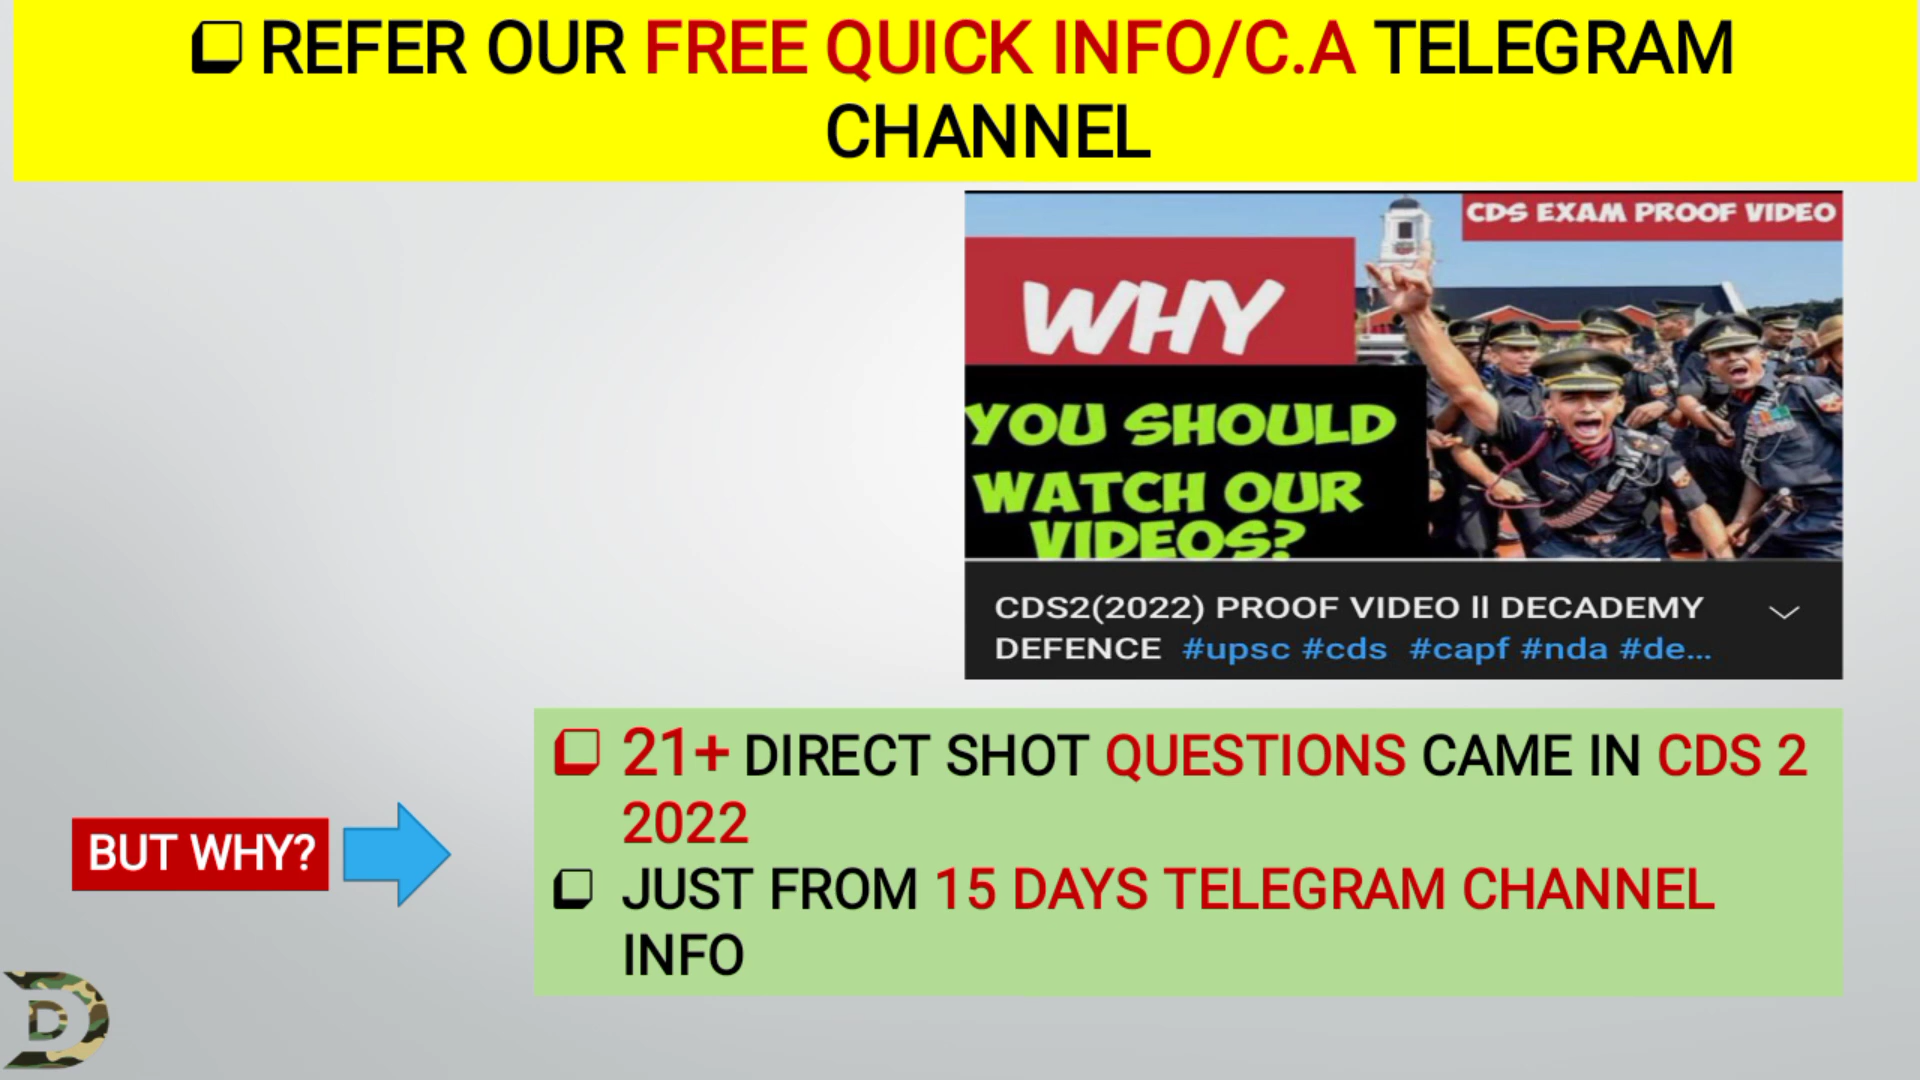 ❑ REFER OUR FREE QUICK INFO/C.A TELEGRAM
CHANNEL
CDS EXAM PROOF VIDEO
WHY
YOU SHOULD
WATCH OUR
VIDEOS?
CDS2(2022) PROOF VIDEO ll DECADEMY
DEFENCE #upsc #cds #capf #nda #de...
❑ 21+ DIRECT SHOT QUESTIONS CAME IN CDS 2
2022
BUT WHY?
❑ JUST FROM 15 DAYS TELEGRAM CHANNEL
INFO
D